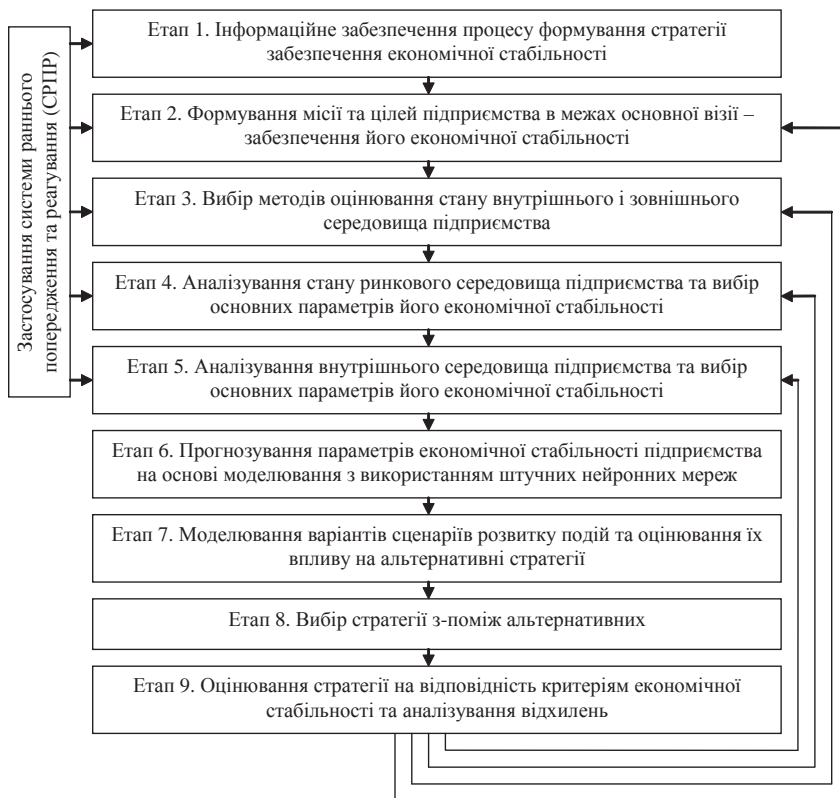 Застосування системи раннього
попередження та реагування (СРПР)
Етап 1. Інформаційне забезпечення процесу формування стратегії
забезпечення економічної стабільності
Етап 2. Формування місії та цілей підприємства в межах основної візії –
забезпечення його економічної стабільності
Етап 3. Вибір методів оцінювання стану внутрішнього і зовнішнього
середовища підприємства
Етап 4. Аналізування стану ринкового середовища підприємства та вибір
основних параметрів його економічної стабільності
Етап 5. Аналізування внутрішнього середовища підприємства та вибір
основних параметрів його економічної стабільності
Етап 6. Прогнозування параметрів економічної стабільності підприємства
на основі моделювання з використанням штучних нейронних мереж
Етап 7. Моделювання варіантів сценаріїв розвитку подій та оцінювання їх
впливу на альтернативні стратегії
Етап 8. Вибір стратегії з-поміж альтернативних
Етап 9. Оцінювання стратегії на відповідність критеріям економічної
стабільності та аналізування відхилень